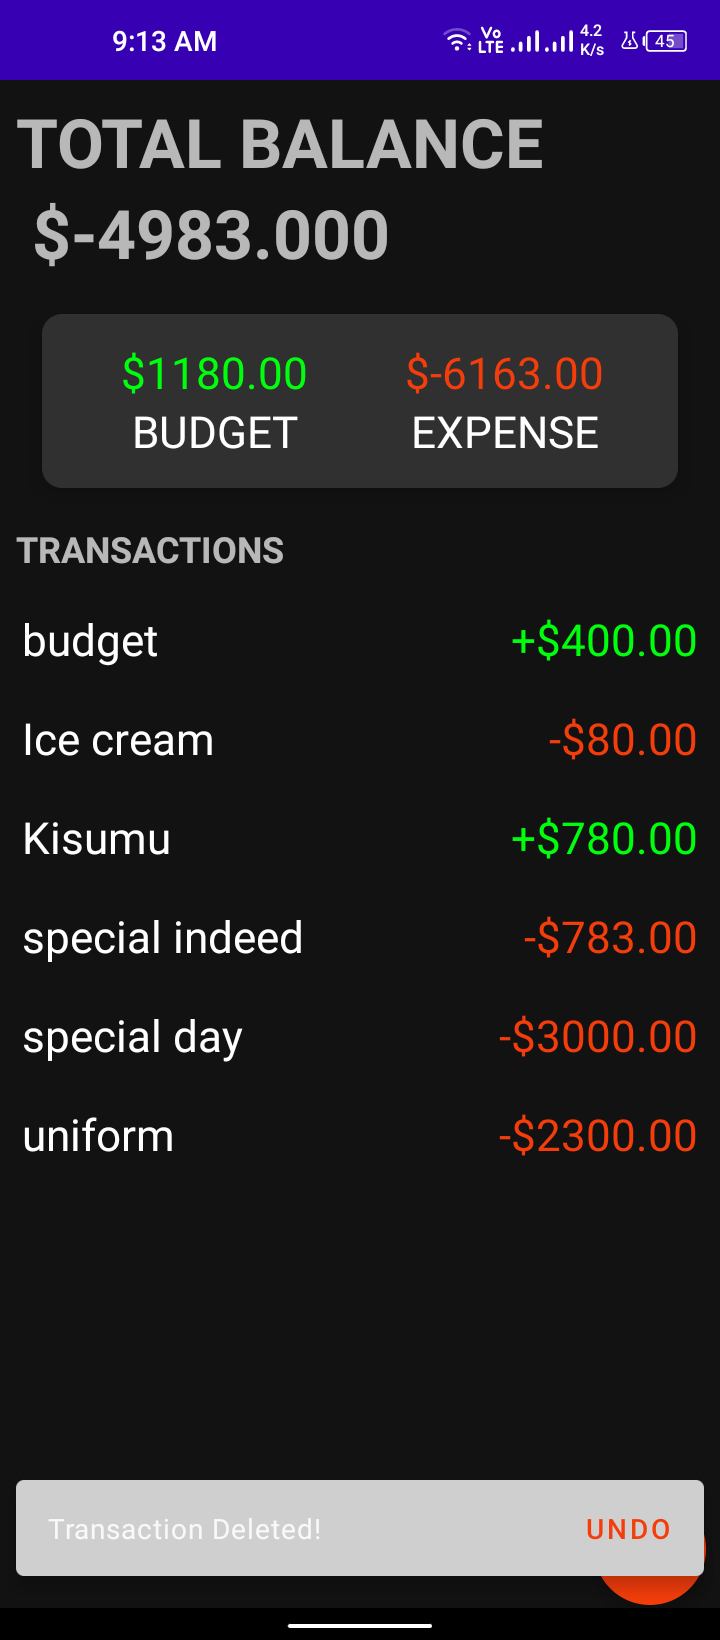 9:13 AM Vo LTE 4.2 K/s 45
TOTAL BALANCE
$-4983.000
$1180.00 $-6163.00
BUDGET EXPENSE
TRANSACTIONS
budget +$400.00
Ice cream -$80.00
Kisumu +$780.00
special indeed -$783.00
special day -$3000.00
uniform -$2300.00
Transaction Deleted! UNDO